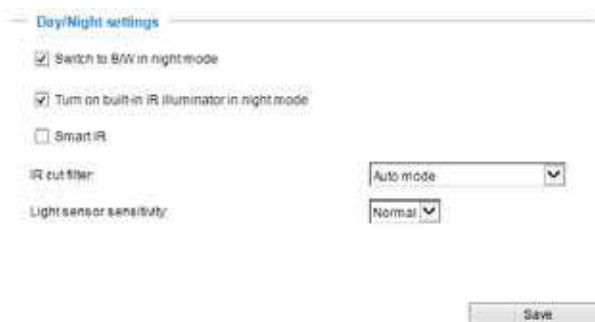 Day/Night settings
Switch to B/W in night mode
Turn on built-in IR illuminator in night mode
Smart IR
IR cut filter: Auto mode
Light sensor sensitivity: Normal
Save